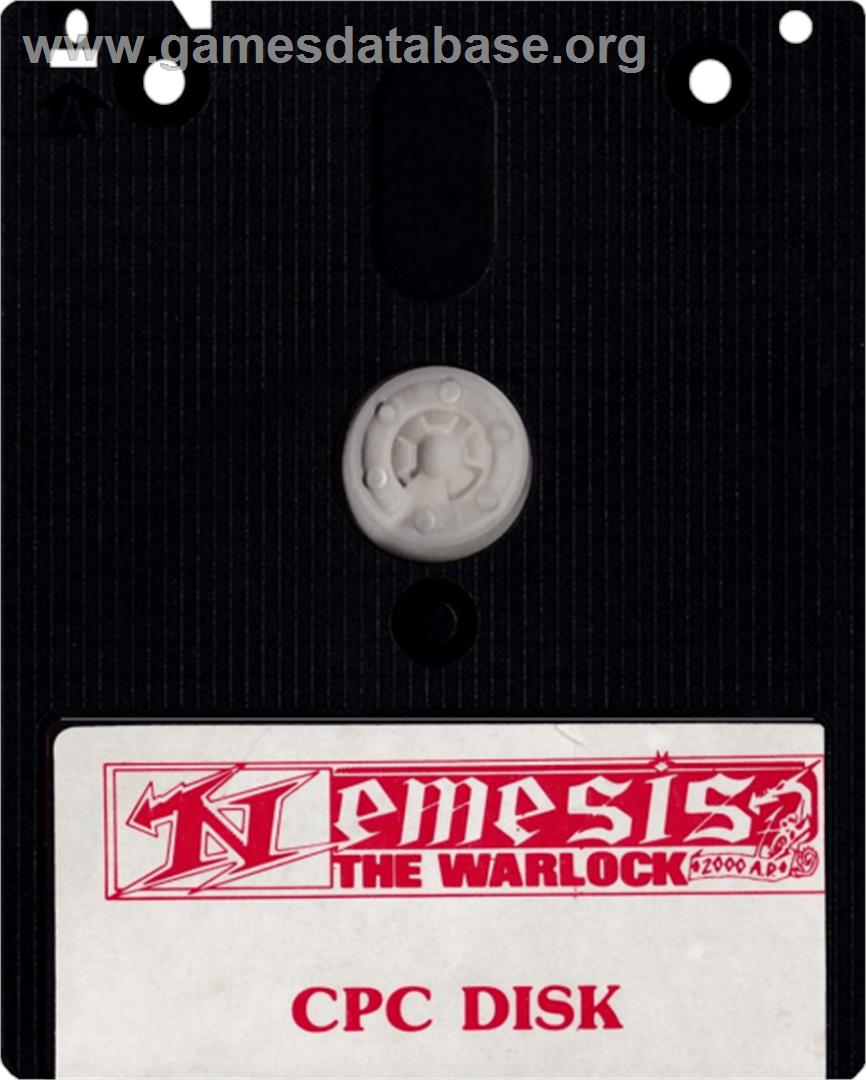 www.gamesdatabase.org
Nemesis
THE WARLOCK
2000 A.D.
CPC DISK